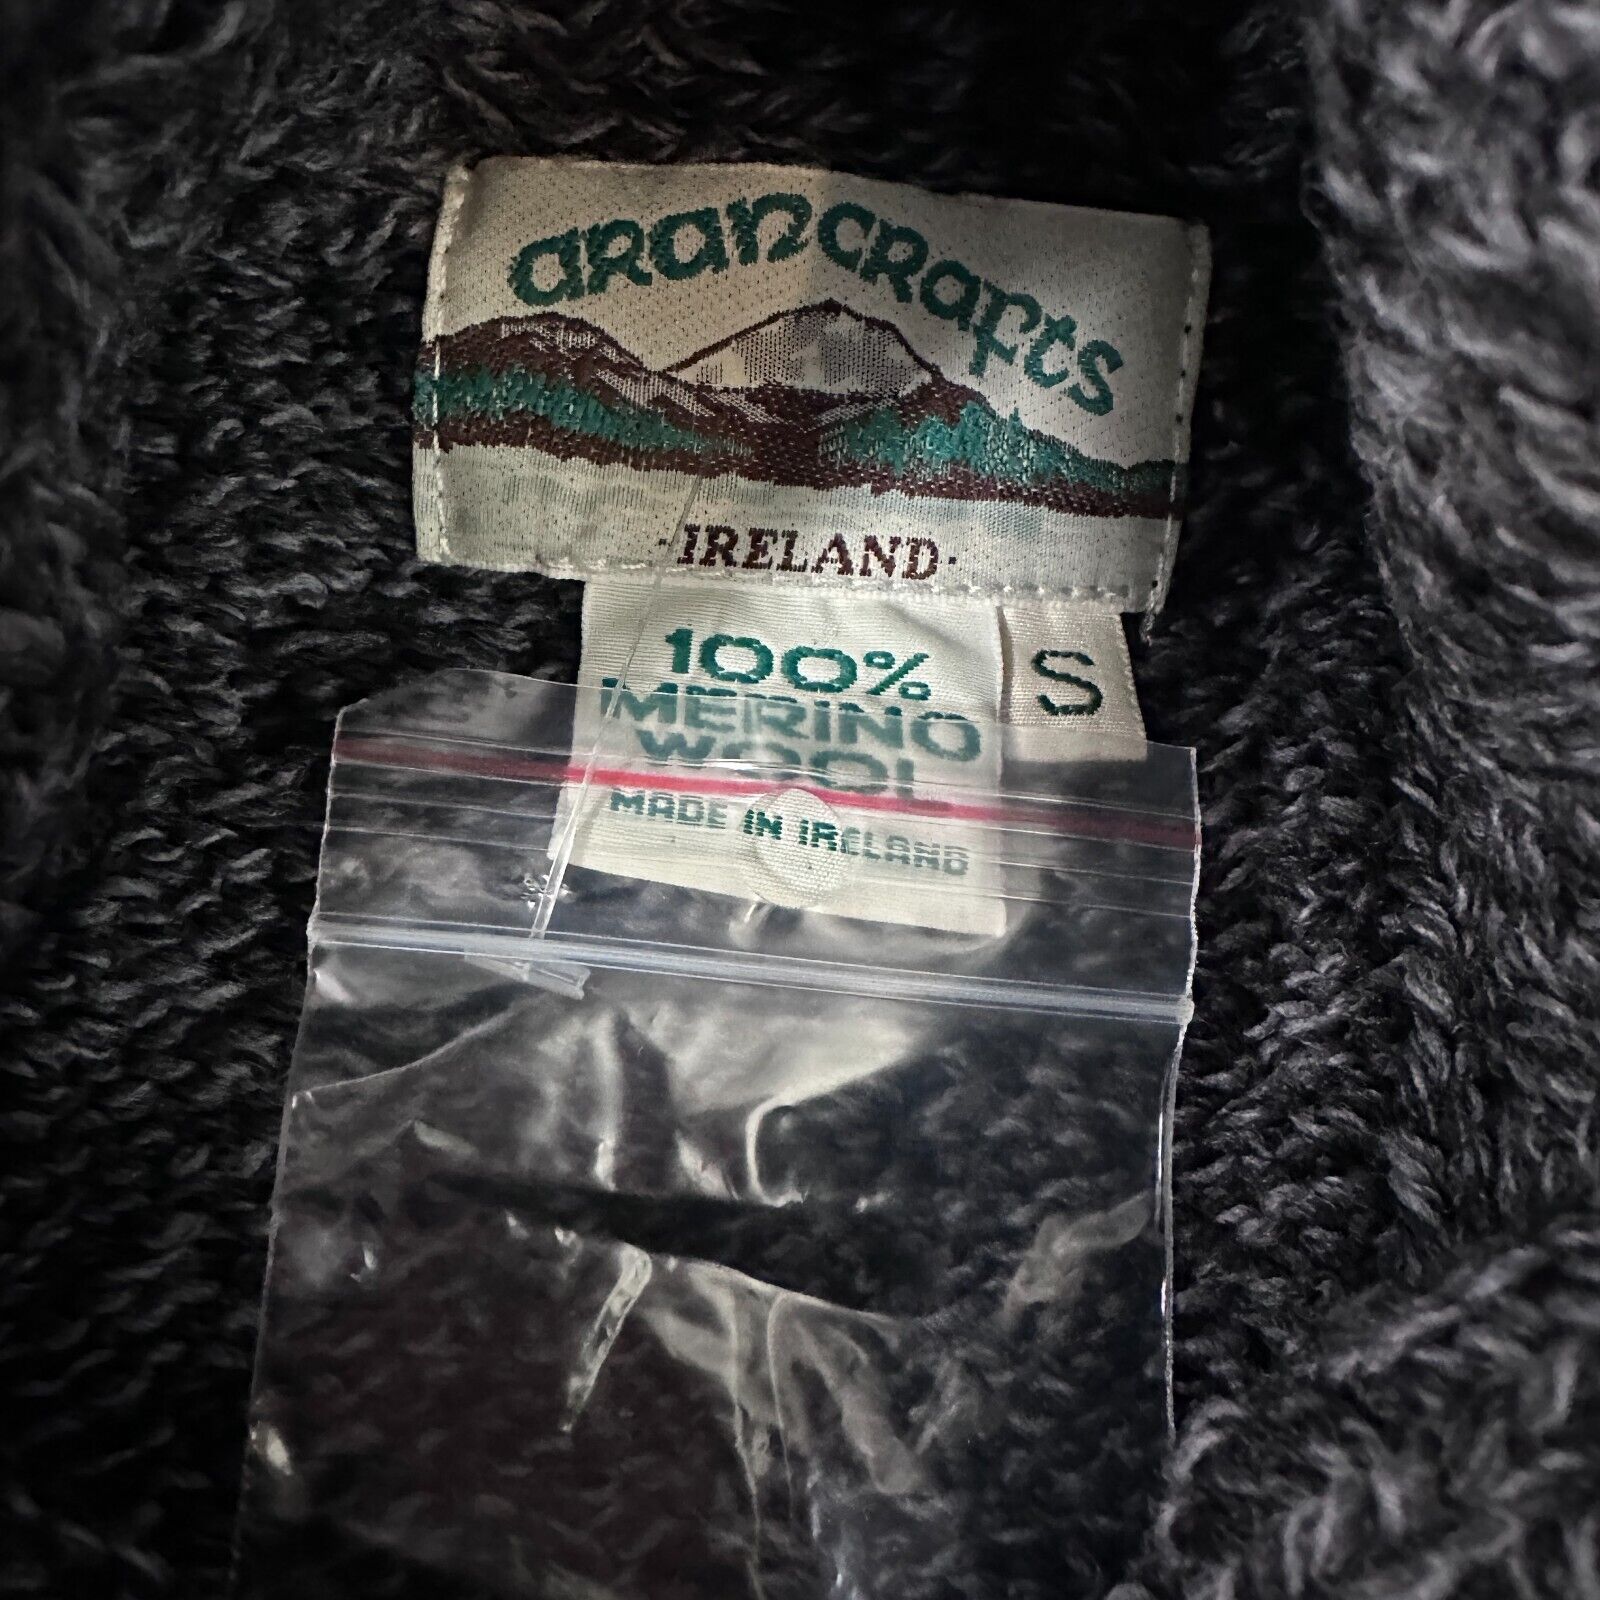 aRancRafts
·IRELAND·
100%
MERINO
WOOL
MADE IN IRELAND
S